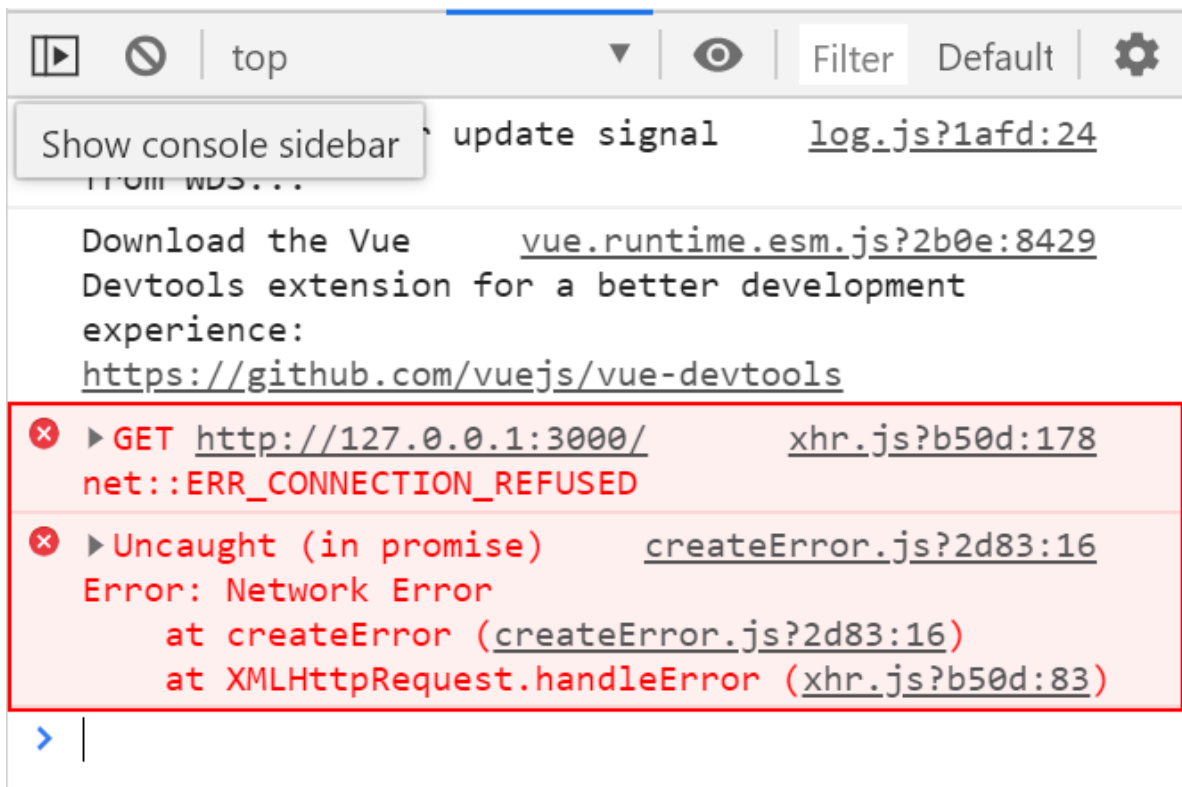 top Filter Default
Show console sidebar update signal log.js?1afd:24
from WDS...
Download the Vue vue.runtime.esm.js?2b0e:8429
Devtools extension for a better development
experience:
https://github.com/vuejs/vue-devtools
GET http://127.0.0.1:3000/ xhr.js?b50d:178
net::ERR_CONNECTION_REFUSED
Uncaught (in promise) createError.js?2d83:16
Error: Network Error
at createError (createError.js?2d83:16)
at XMLHttpRequest.handleError (xhr.js?b50d:83)